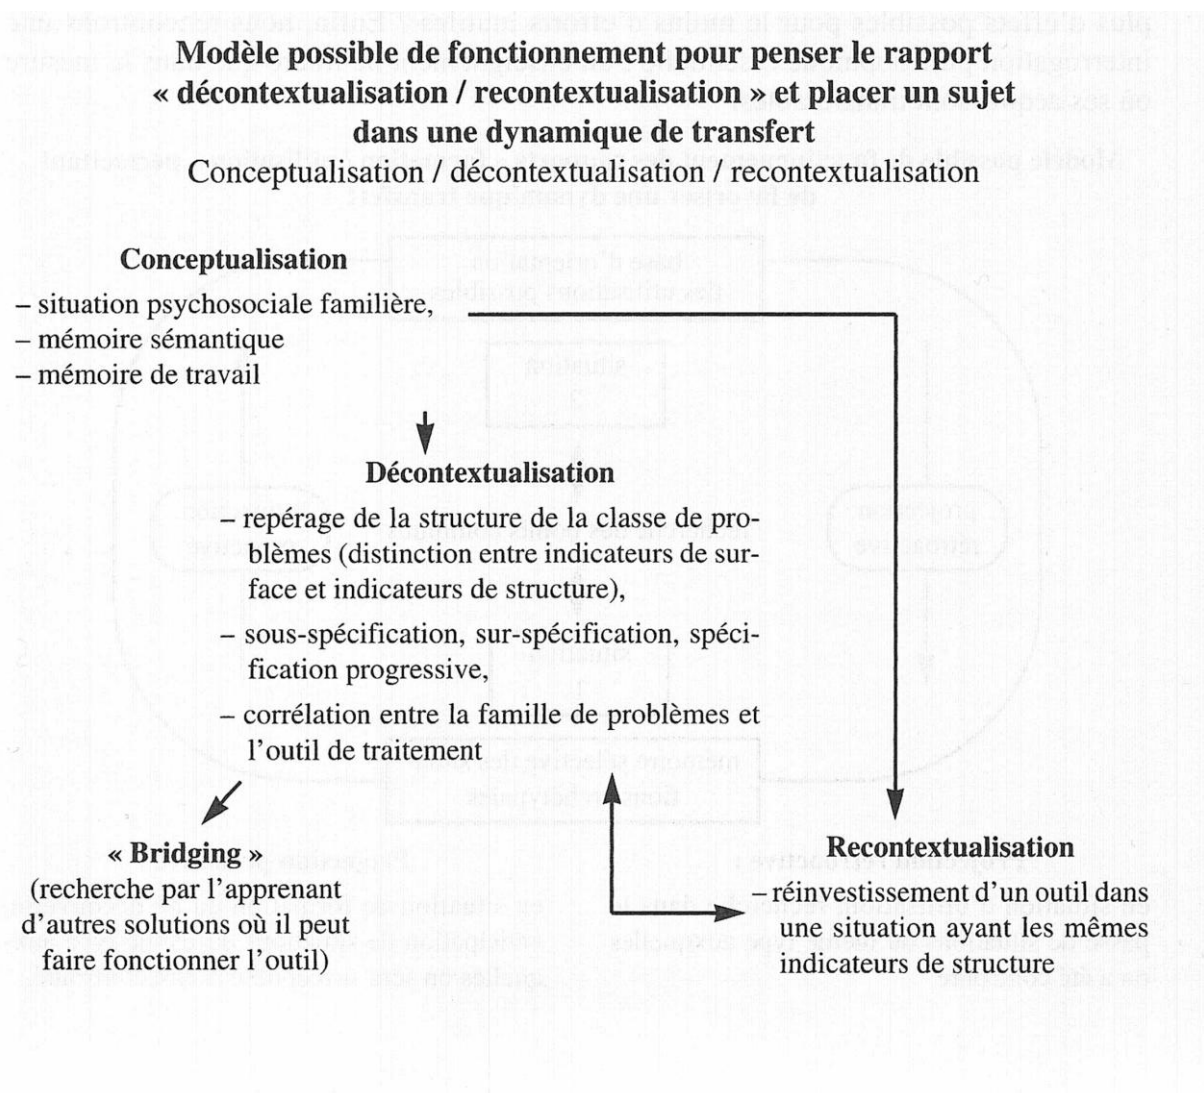 Modèle possible de fonctionnement pour penser le rapport
« décontextualisation / recontextualisation » et placer un sujet
dans une dynamique de transfert
Conceptualisation / décontextualisation / recontextualisation
Conceptualisation
– situation psychosociale familière,
– mémoire sémantique
– mémoire de travail
Décontextualisation
– repérage de la structure de la classe de pro-
blèmes (distinction entre indicateurs de sur-
face et indicateurs de structure),
– sous-spécification, sur-spécification, spéci-
fication progressive,
– corrélation entre la famille de problèmes et
l’outil de traitement
« Bridging »
(recherche par l’apprenant
d’autres solutions où il peut
faire fonctionner l’outil)
Recontextualisation
– réinvestissement d’un outil dans
une situation ayant les mêmes
indicateurs de structure